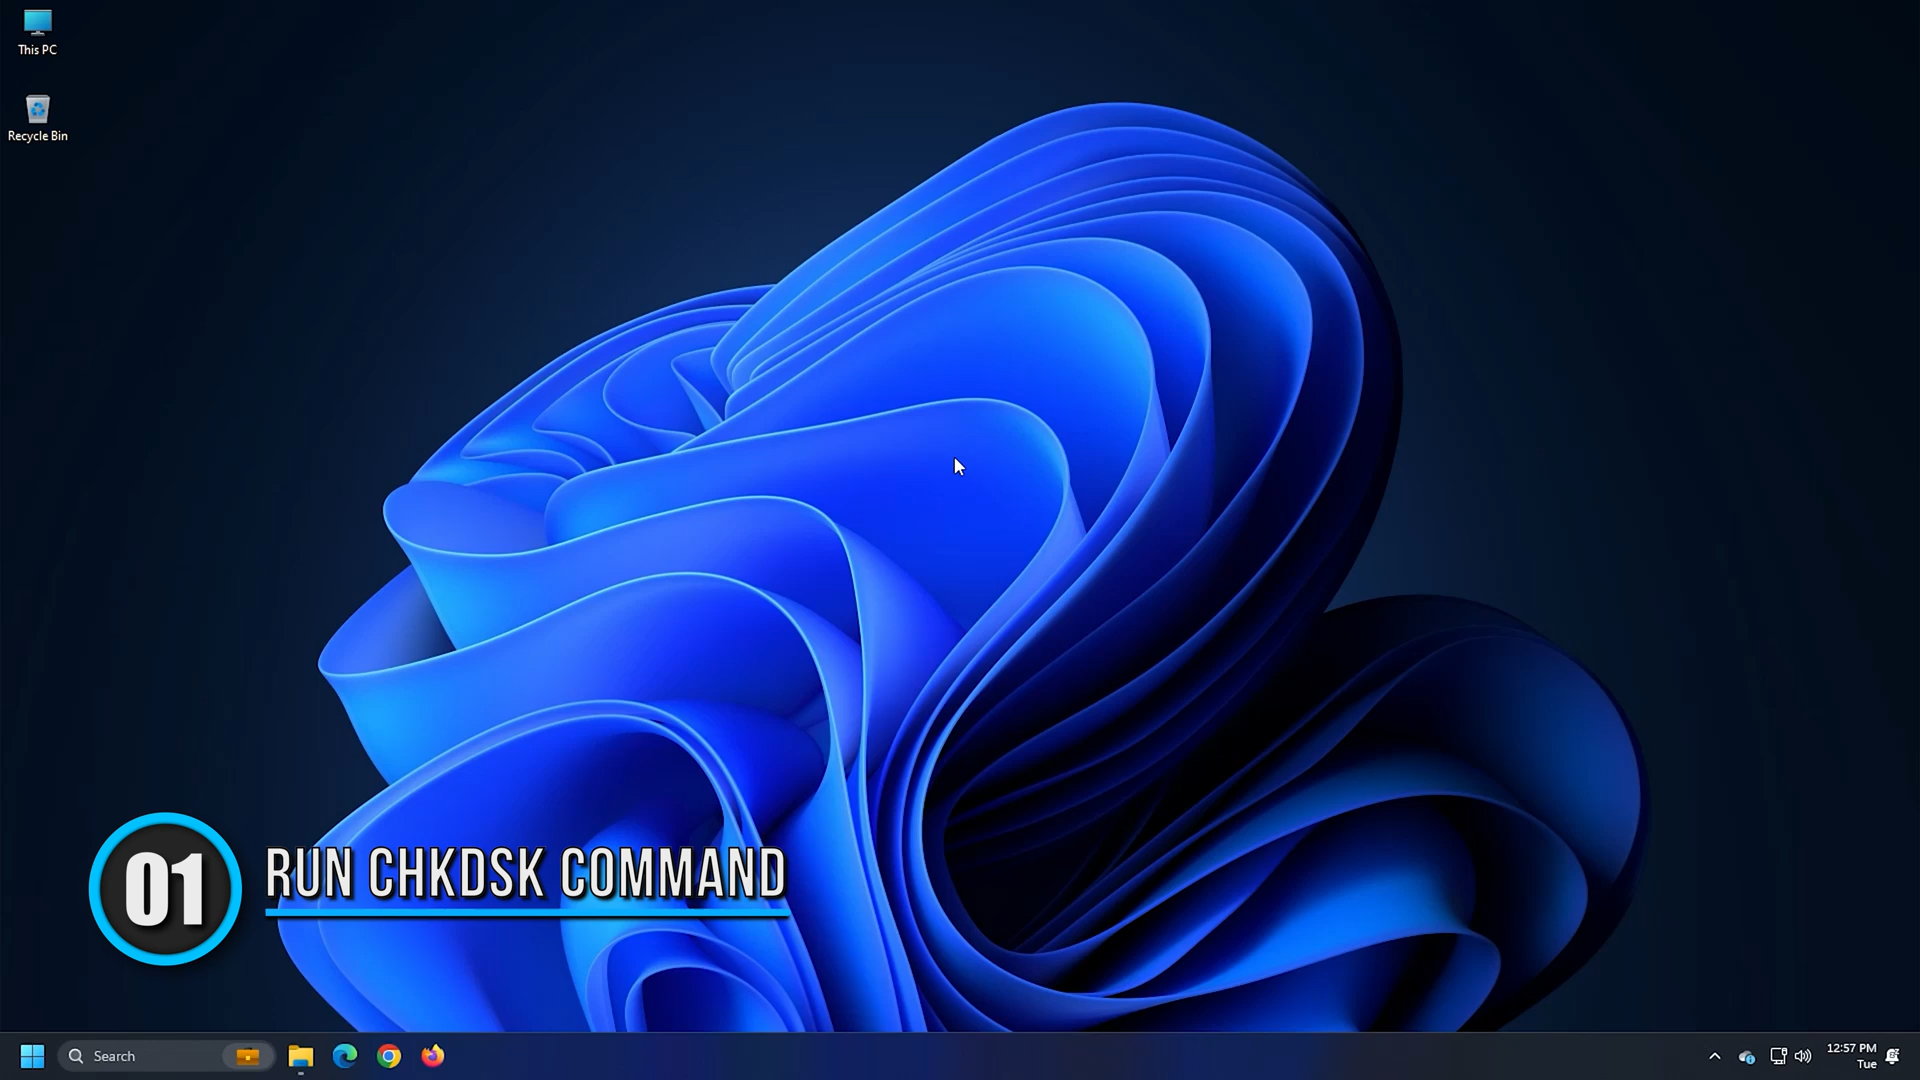 This PC
Recycle Bin
01
RUN CHKDSK COMMAND
Search
12:57 PM
Tue